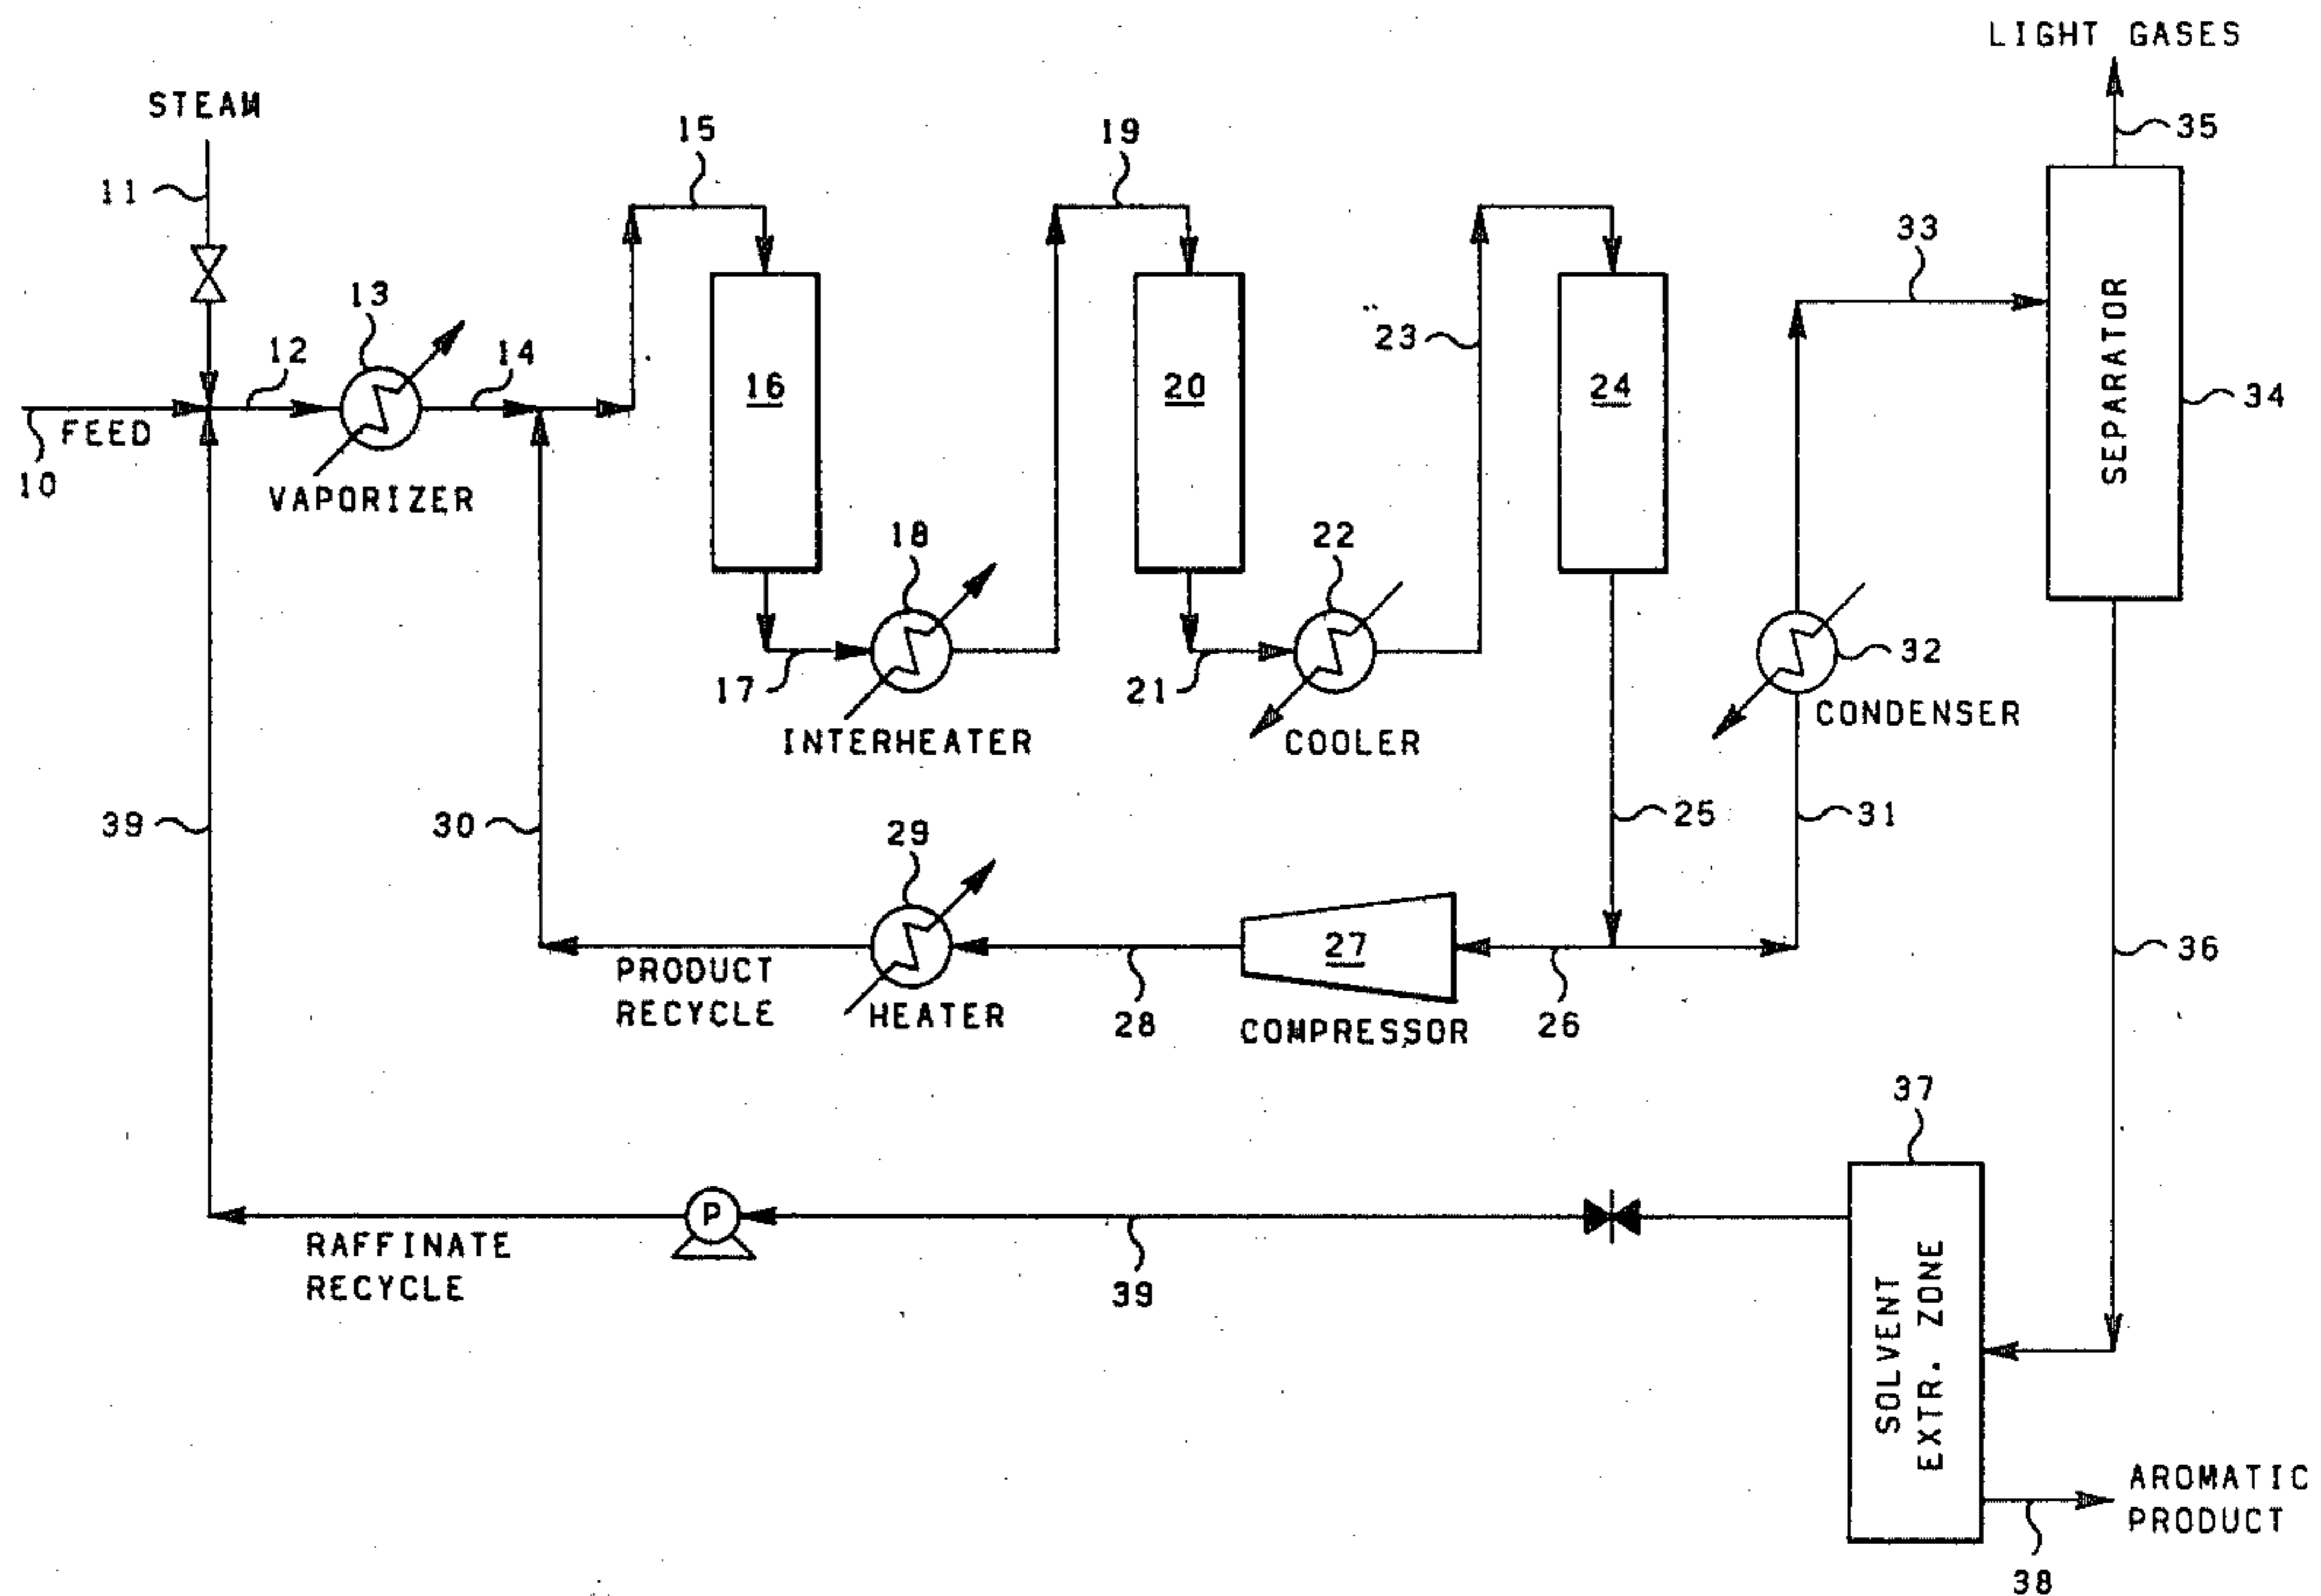 LIGHT GASES
35
STEAM
11
15
19
33
13
12
14
23
16
20
24
SEPARATOR
34
FEED
10
VAPORIZER
18
22
32
17
21
CONDENSER
INTERHEATER
COOLER
39
30
29
25
31
27
36
PRODUCT
RECYCLE
HEATER
28
COMPRESSOR
26
37
P
RAFFINATE
RECYCLE
39
SOLVENT
EXTR. ZONE
AROMATIC
PRODUCT
38